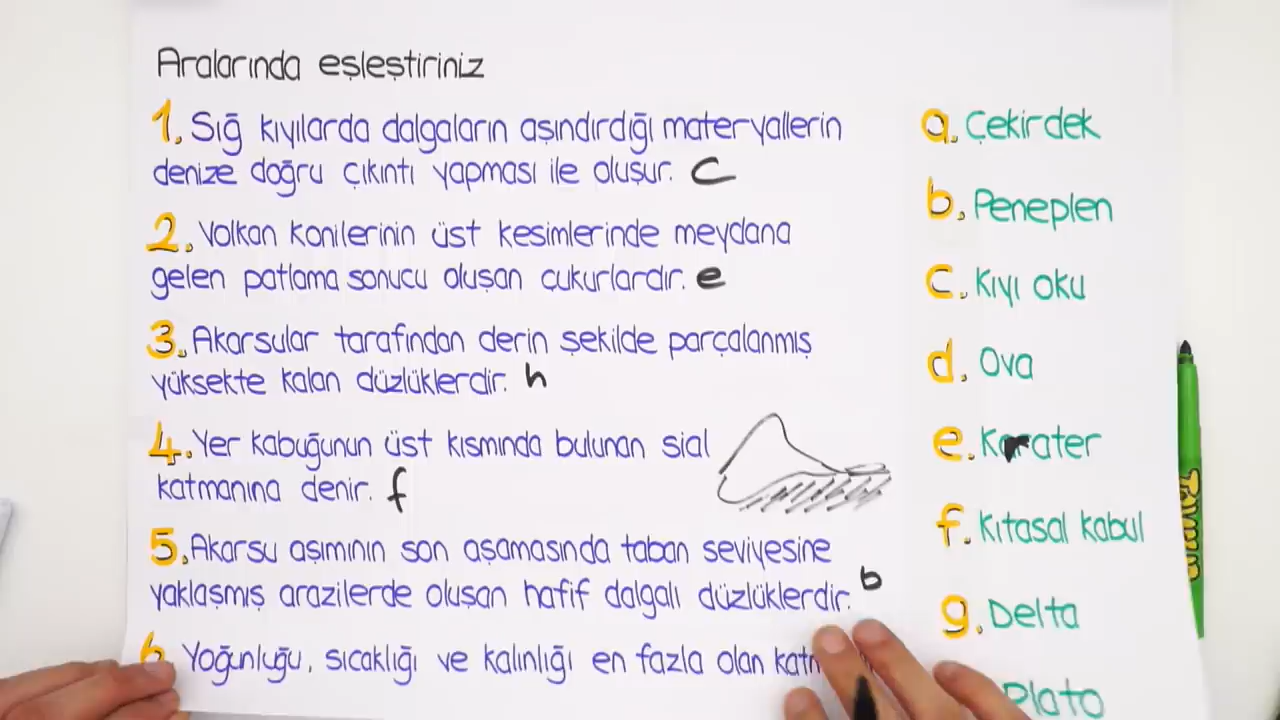 Aralarında eşleştiriniz
1. Sığ kıyılarda dalgaların aşındırdığı materyallerin
denize doğru çıkıntı yapması ile oluşur. c
2. Volkan konilerinin üst kesimlerinde meydana
gelen patlama sonucu oluşan çukurlardır. e
3. Akarsular tarafından derin şekilde parçalanmış
yüksekte kalan düzlüklerdir. h
4. Yer kabuğunun üst kısmında bulunan sial
katmanına denir. f
5. Akarsu aşımının son aşamasında taban seviyesine
yaklaşmış arazilerde oluşan hafif dalgalı düzlüklerdir. b
6. Yoğunluğu, sıcaklığı ve kalınlığı en fazla olan
a. Çekirdek
b. Peneplen
c. Kıyı oku
d. Ova
e. Krater
f. Kıtasal kabul
g. Delta
Plato